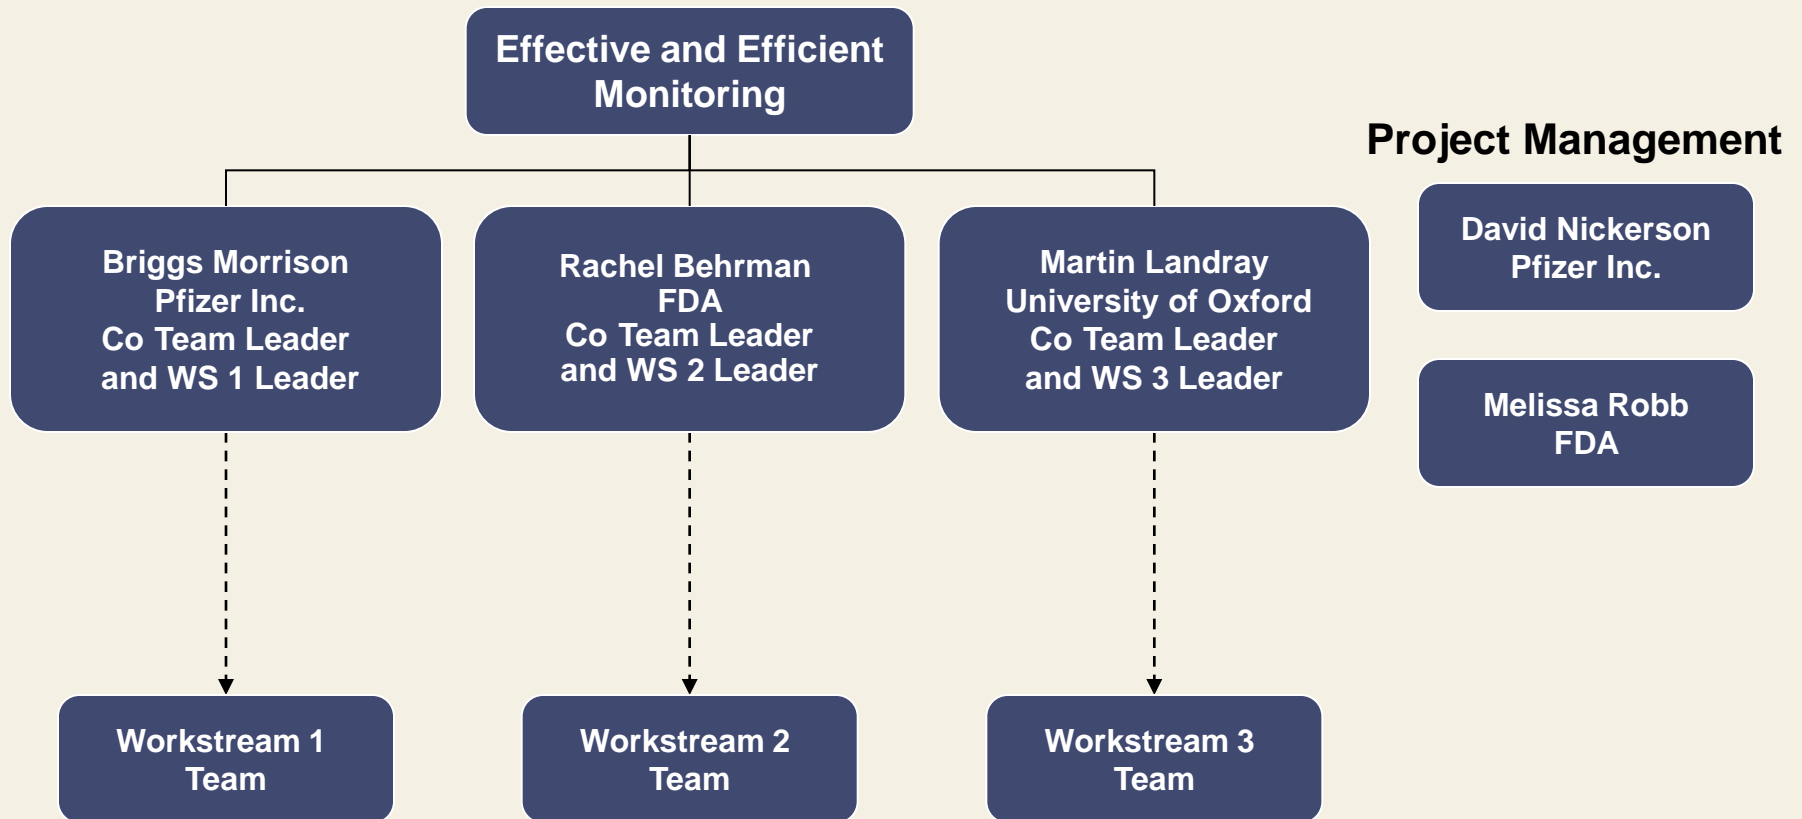 Effective and Efficient
Monitoring
Project Management
Briggs Morrison
Pfizer Inc.
Co Team Leader
and WS 1 Leader
Rachel Behrman
FDA
Co Team Leader
and WS 2 Leader
Martin Landray
University of Oxford
Co Team Leader
and WS 3 Leader
David Nickerson
Pfizer Inc.
Melissa Robb
FDA
Workstream 1
Team
Workstream 2
Team
Workstream 3
Team